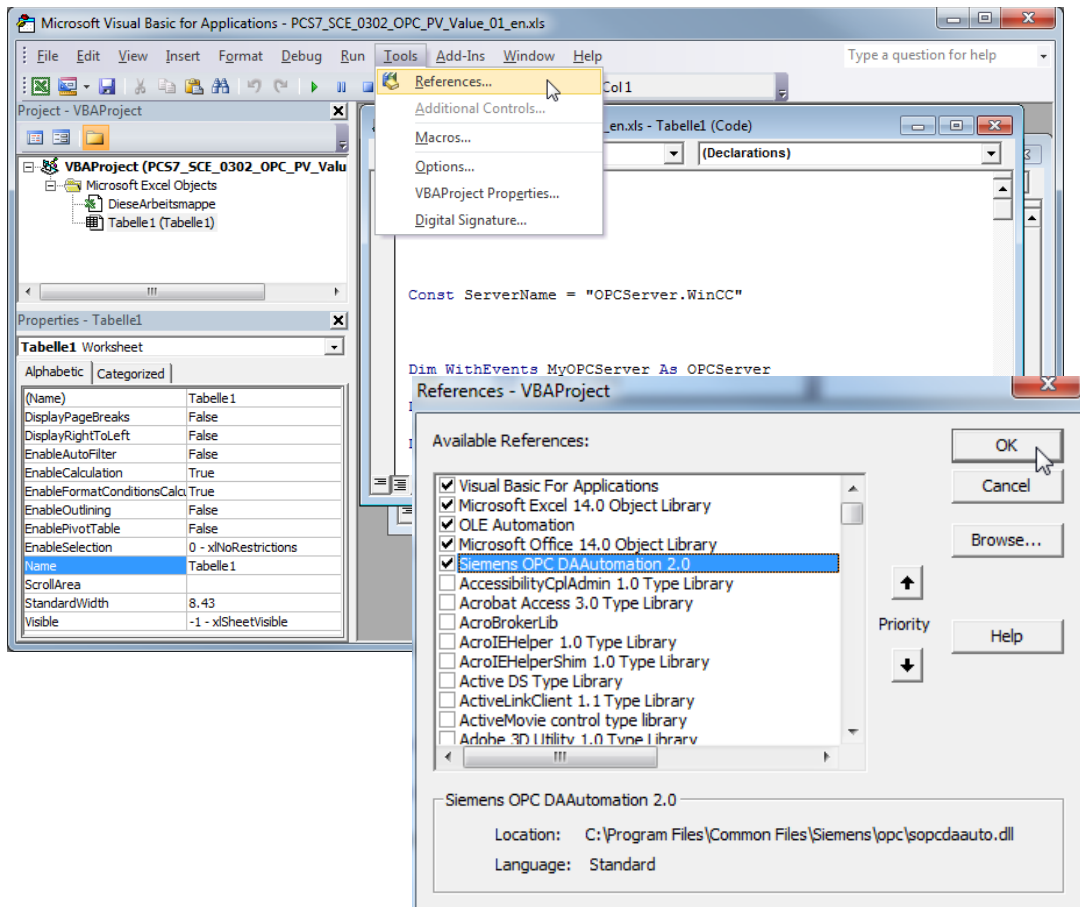 Microsoft Visual Basic for Applications - PCS7_SCE_0302_OPC_PV_Value_01_en.xls
File Edit View Insert Format Debug Run Tools Add-Ins Window Help
Type a question for help
Col 1
References...
Additional Controls...
Macros...
Options...
VBAProject Properties...
Digital Signature...
Project - VBAProject
VBAProject (PCS7_SCE_0302_OPC_PV_Valu
Microsoft Excel Objects
DieseArbeitsmappe
Tabelle1 (Tabelle1)
_en.xls - Tabelle1 (Code)
(Declarations)
Const ServerName = "OPCServer.WinCC"
Dim WithEvents MyOPCServer As OPCServer
Properties - Tabelle1
Tabelle1 Worksheet
Alphabetic Categorized
(Name) Tabelle1
DisplayPageBreaks False
DisplayRightToLeft False
EnableAutoFilter False
EnableCalculation True
EnableFormatConditionsCalcu True
EnableOutlining False
EnablePivotTable False
EnableSelection 0 - xlNoRestrictions
Name Tabelle1
ScrollArea
StandardWidth 8.43
Visible -1 - xlSheetVisible
References - VBAProject
Available References:
Visual Basic For Applications
Microsoft Excel 14.0 Object Library
OLE Automation
Microsoft Office 14.0 Object Library
Siemens OPC DAAutomation 2.0
AccessibilityCplAdmin 1.0 Type Library
Acrobat Access 3.0 Type Library
AcroBrokerLib
AcroIEHelper 1.0 Type Library
AcroIEHelperShim 1.0 Type Library
Active DS Type Library
ActiveLinkClient 1.1 Type Library
ActiveMovie control type library
Adobe 3D Utility 1.0 Type Library
OK
Cancel
Browse...
Priority
Help
Siemens OPC DAAutomation 2.0
Location: C:\Program Files\Common Files\Siemens\opc\sopcdaauto.dll
Language: Standard